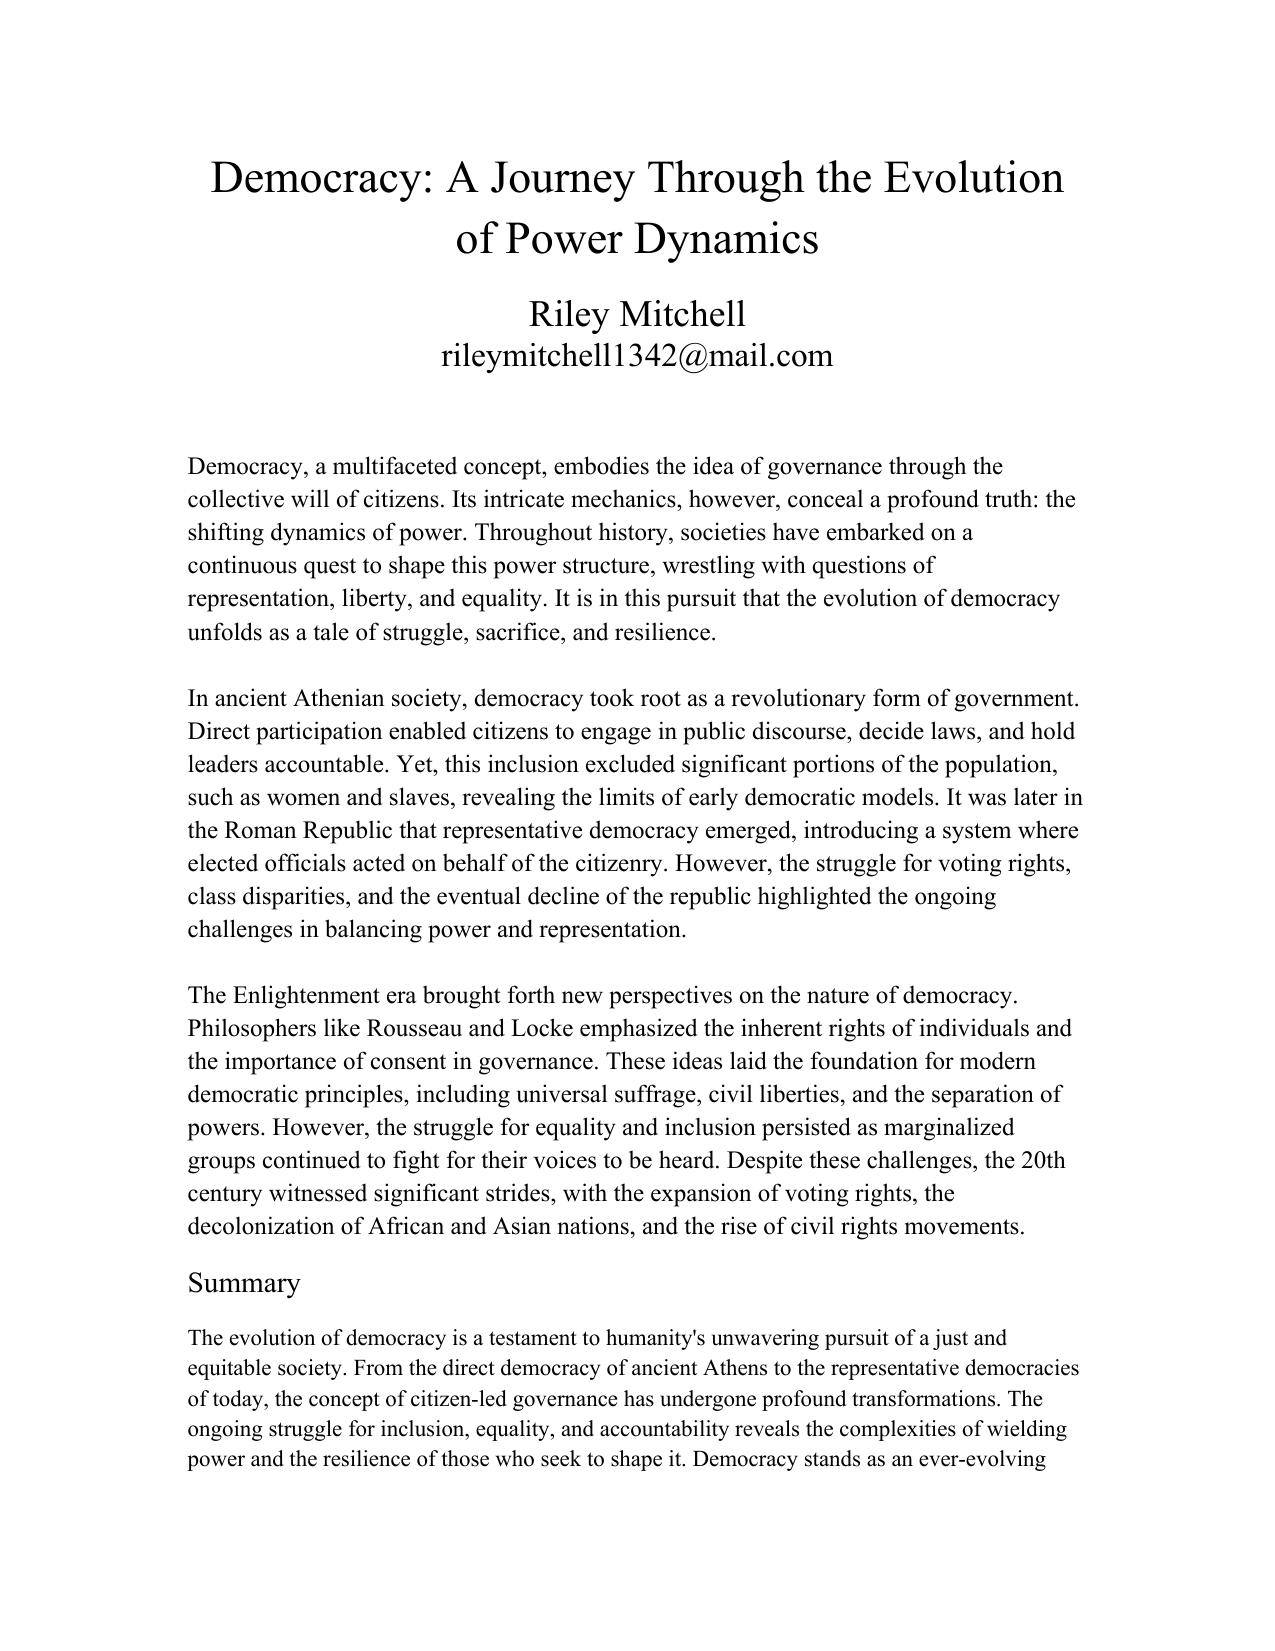 Democracy: A Journey Through the Evolution
of Power Dynamics
Riley Mitchell
rileymitchell1342@mail.com
Democracy, a multifaceted concept, embodies the idea of governance through the
collective will of citizens. Its intricate mechanics, however, conceal a profound truth: the
shifting dynamics of power. Throughout history, societies have embarked on a
continuous quest to shape this power structure, wrestling with questions of
representation, liberty, and equality. It is in this pursuit that the evolution of democracy
unfolds as a tale of struggle, sacrifice, and resilience.
In ancient Athenian society, democracy took root as a revolutionary form of government.
Direct participation enabled citizens to engage in public discourse, decide laws, and hold
leaders accountable. Yet, this inclusion excluded significant portions of the population,
such as women and slaves, revealing the limits of early democratic models. It was later in
the Roman Republic that representative democracy emerged, introducing a system where
elected officials acted on behalf of the citizenry. However, the struggle for voting rights,
class disparities, and the eventual decline of the republic highlighted the ongoing
challenges in balancing power and representation.
The Enlightenment era brought forth new perspectives on the nature of democracy.
Philosophers like Rousseau and Locke emphasized the inherent rights of individuals and
the importance of consent in governance. These ideas laid the foundation for modern
democratic principles, including universal suffrage, civil liberties, and the separation of
powers. However, the struggle for equality and inclusion persisted as marginalized
groups continued to fight for their voices to be heard. Despite these challenges, the 20th
century witnessed significant strides, with the expansion of voting rights, the
decolonization of African and Asian nations, and the rise of civil rights movements.
Summary
The evolution of democracy is a testament to humanity's unwavering pursuit of a just and
equitable society. From the direct democracy of ancient Athens to the representative democracies
of today, the concept of citizen-led governance has undergone profound transformations. The
ongoing struggle for inclusion, equality, and accountability reveals the complexities of wielding
power and the resilience of those who seek to shape it. Democracy stands as an ever-evolving